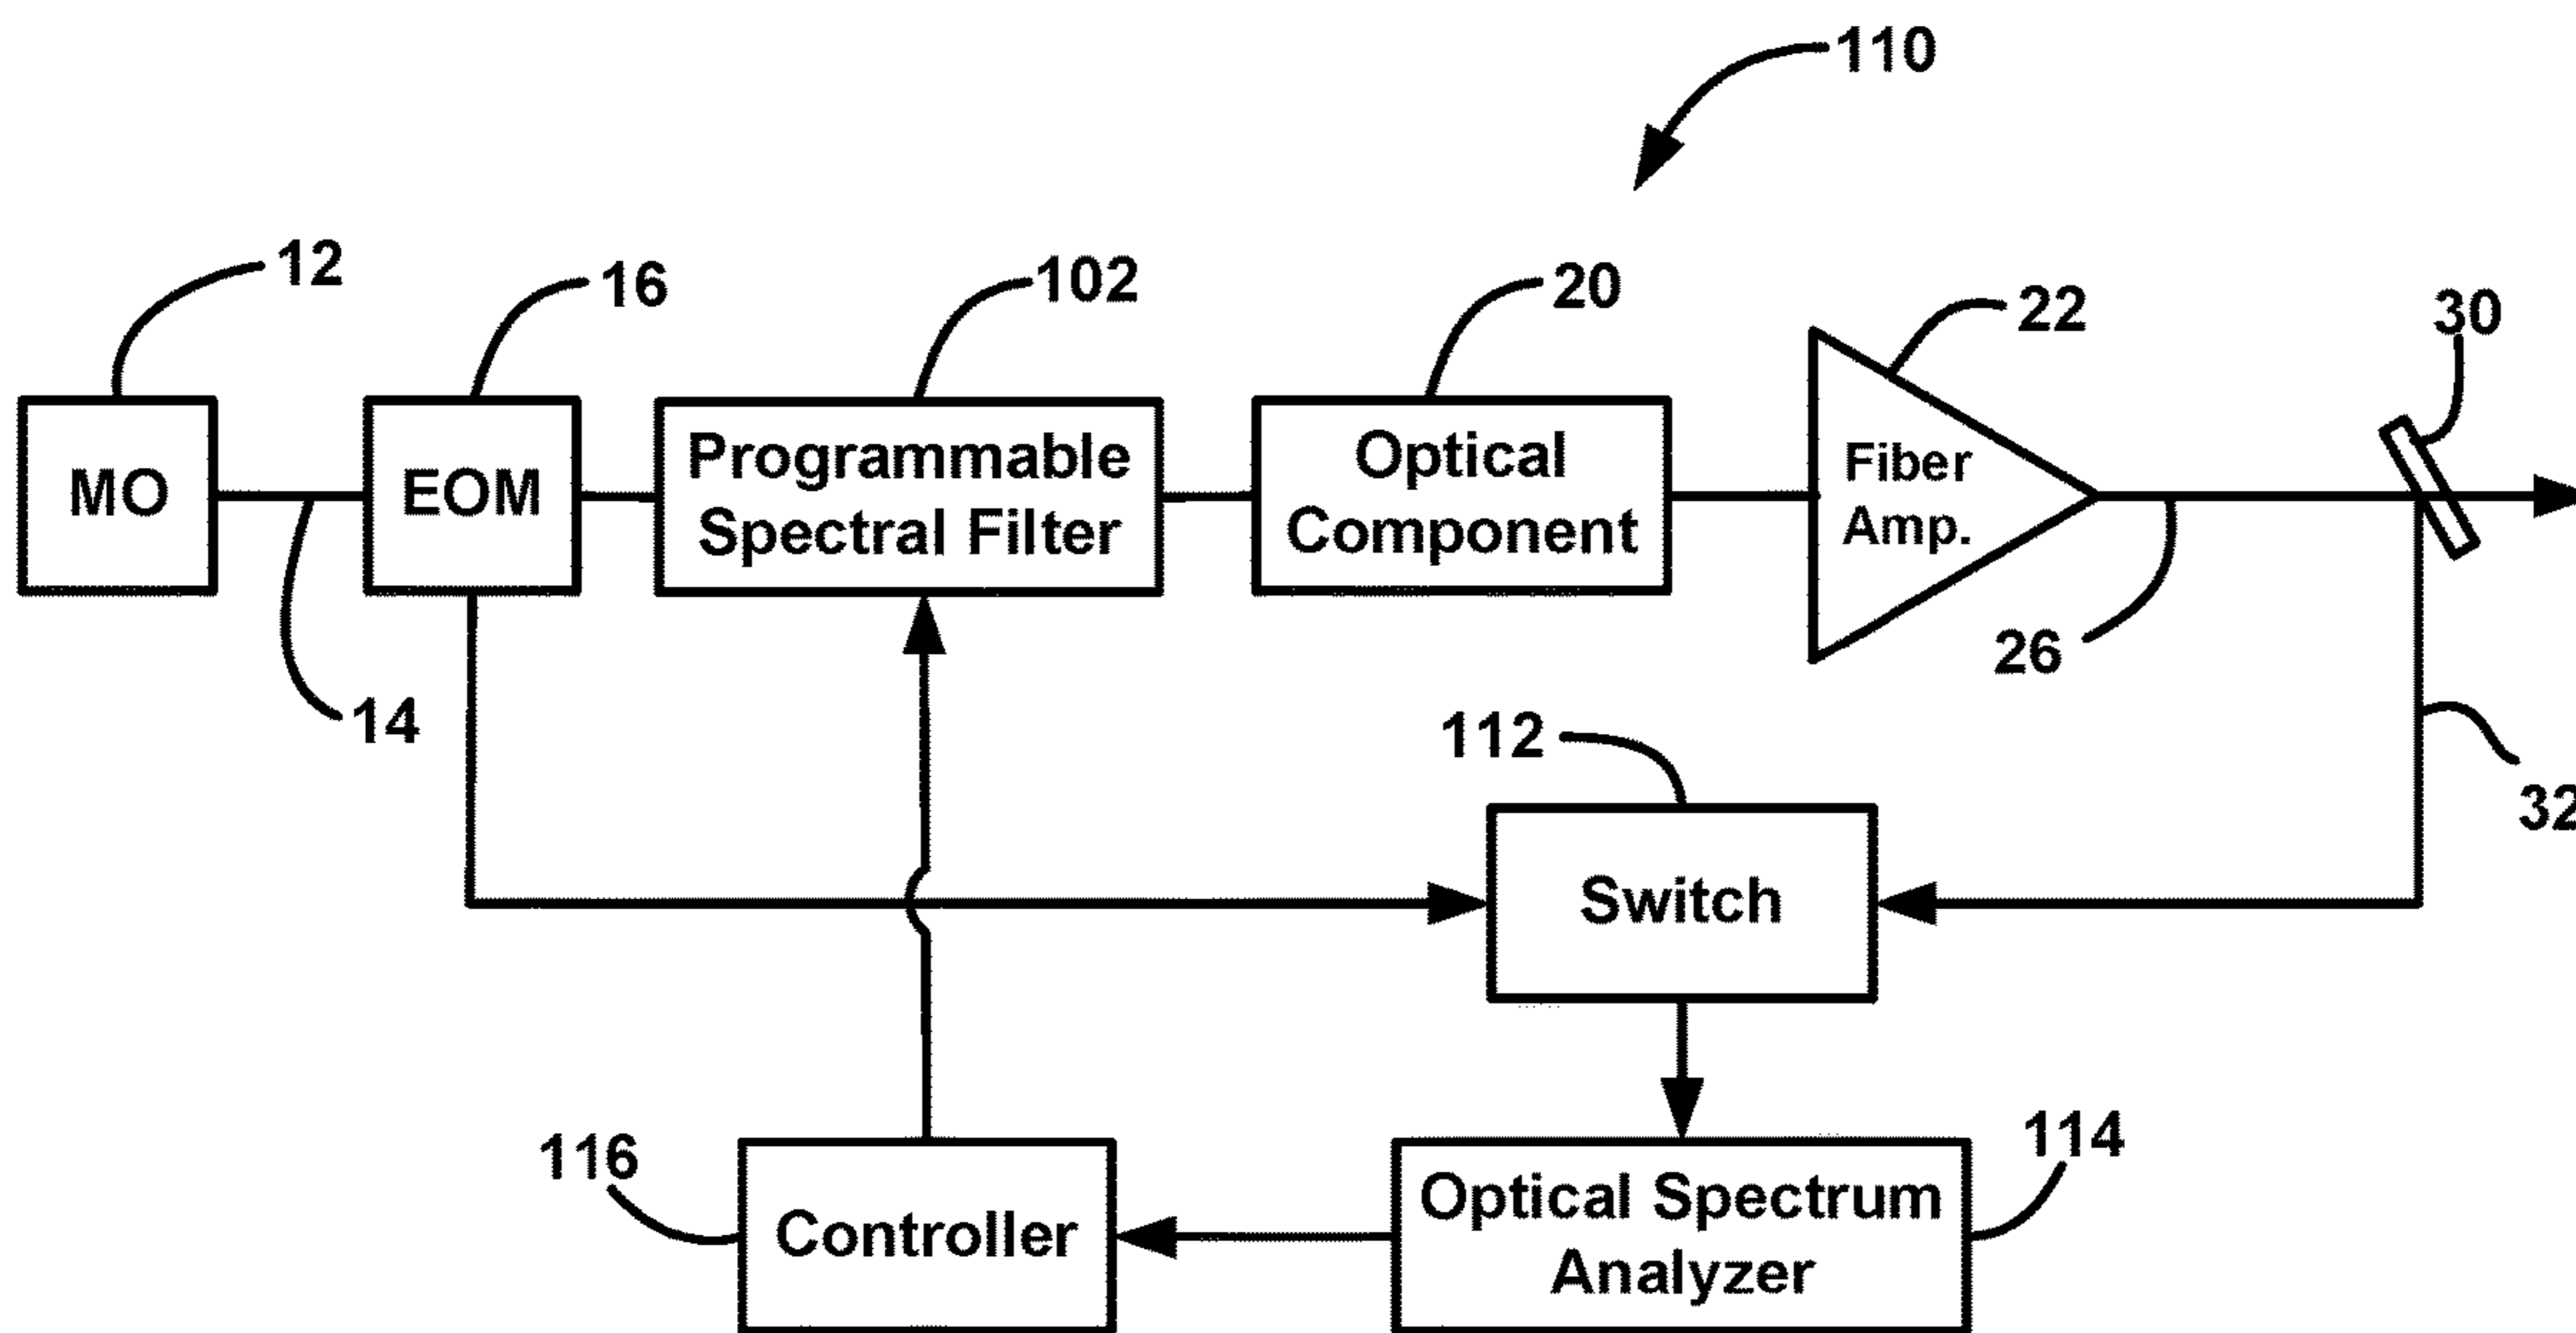 110
12
16
102
20
22
30
MO
EOM
Programmable
Spectral Filter
Optical
Component
Fiber
Amp.
14
26
112
32
Switch
116
114
Controller
Optical Spectrum
Analyzer